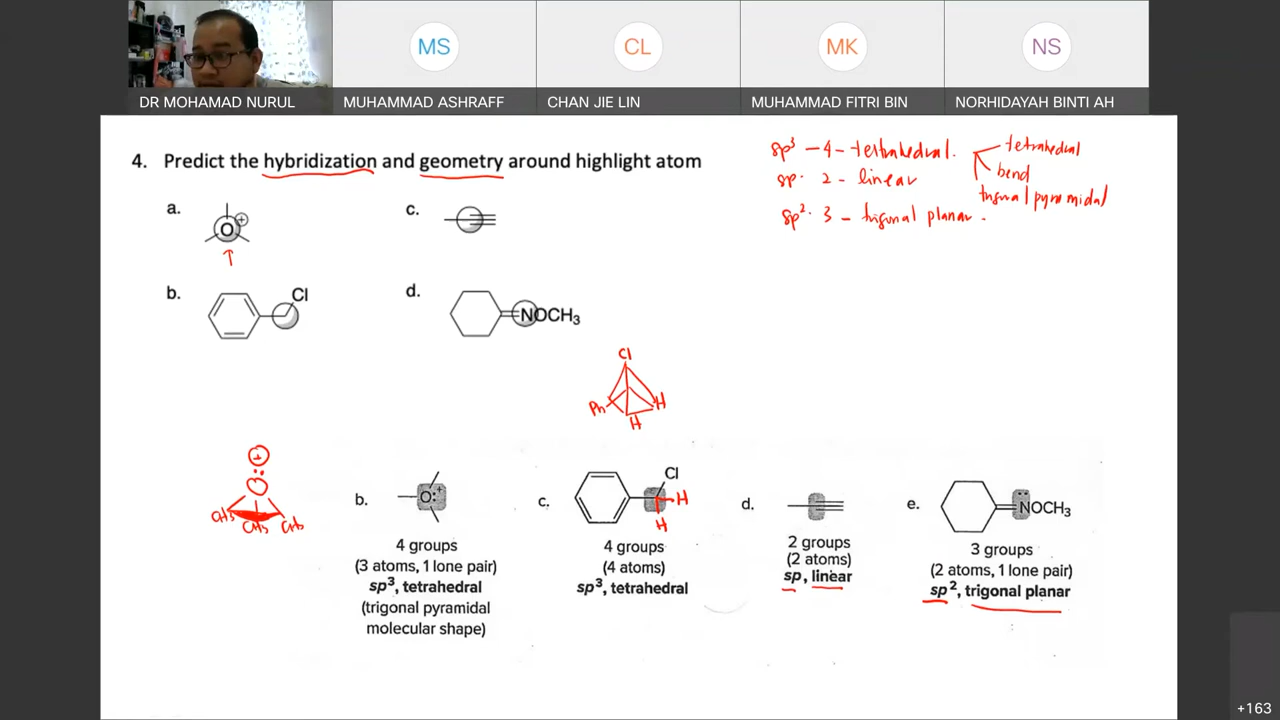 MS
CL
MK
NS
DR MOHAMAD NURUL
MUHAMMAD ASHRAFF
CHAN JIE LIN
MUHAMMAD FITRI BIN
NORHIDAYAH BINTI AH
4. Predict the hybridization and geometry around highlight atom
sp³ - 4 - tetrahedral.
tetrahedral
bend
trigonal pyramidal
sp. 2 - linear
sp². 3 - trigonal planar.
a.
O⊕
c.
b.
Cl
d.
NOCH₃
Cl
Ph
H
H
⊕
O:
CH₃
CH₃
CH₃
b.
O:⁺
c.
Cl
H
H
d.
e.
N̈OCH₃
4 groups
(3 atoms, 1 lone pair)
sp³, tetrahedral
(trigonal pyramidal
molecular shape)
4 groups
(4 atoms)
sp³, tetrahedral
2 groups
(2 atoms)
sp, linear
3 groups
(2 atoms, 1 lone pair)
sp², trigonal planar
+163